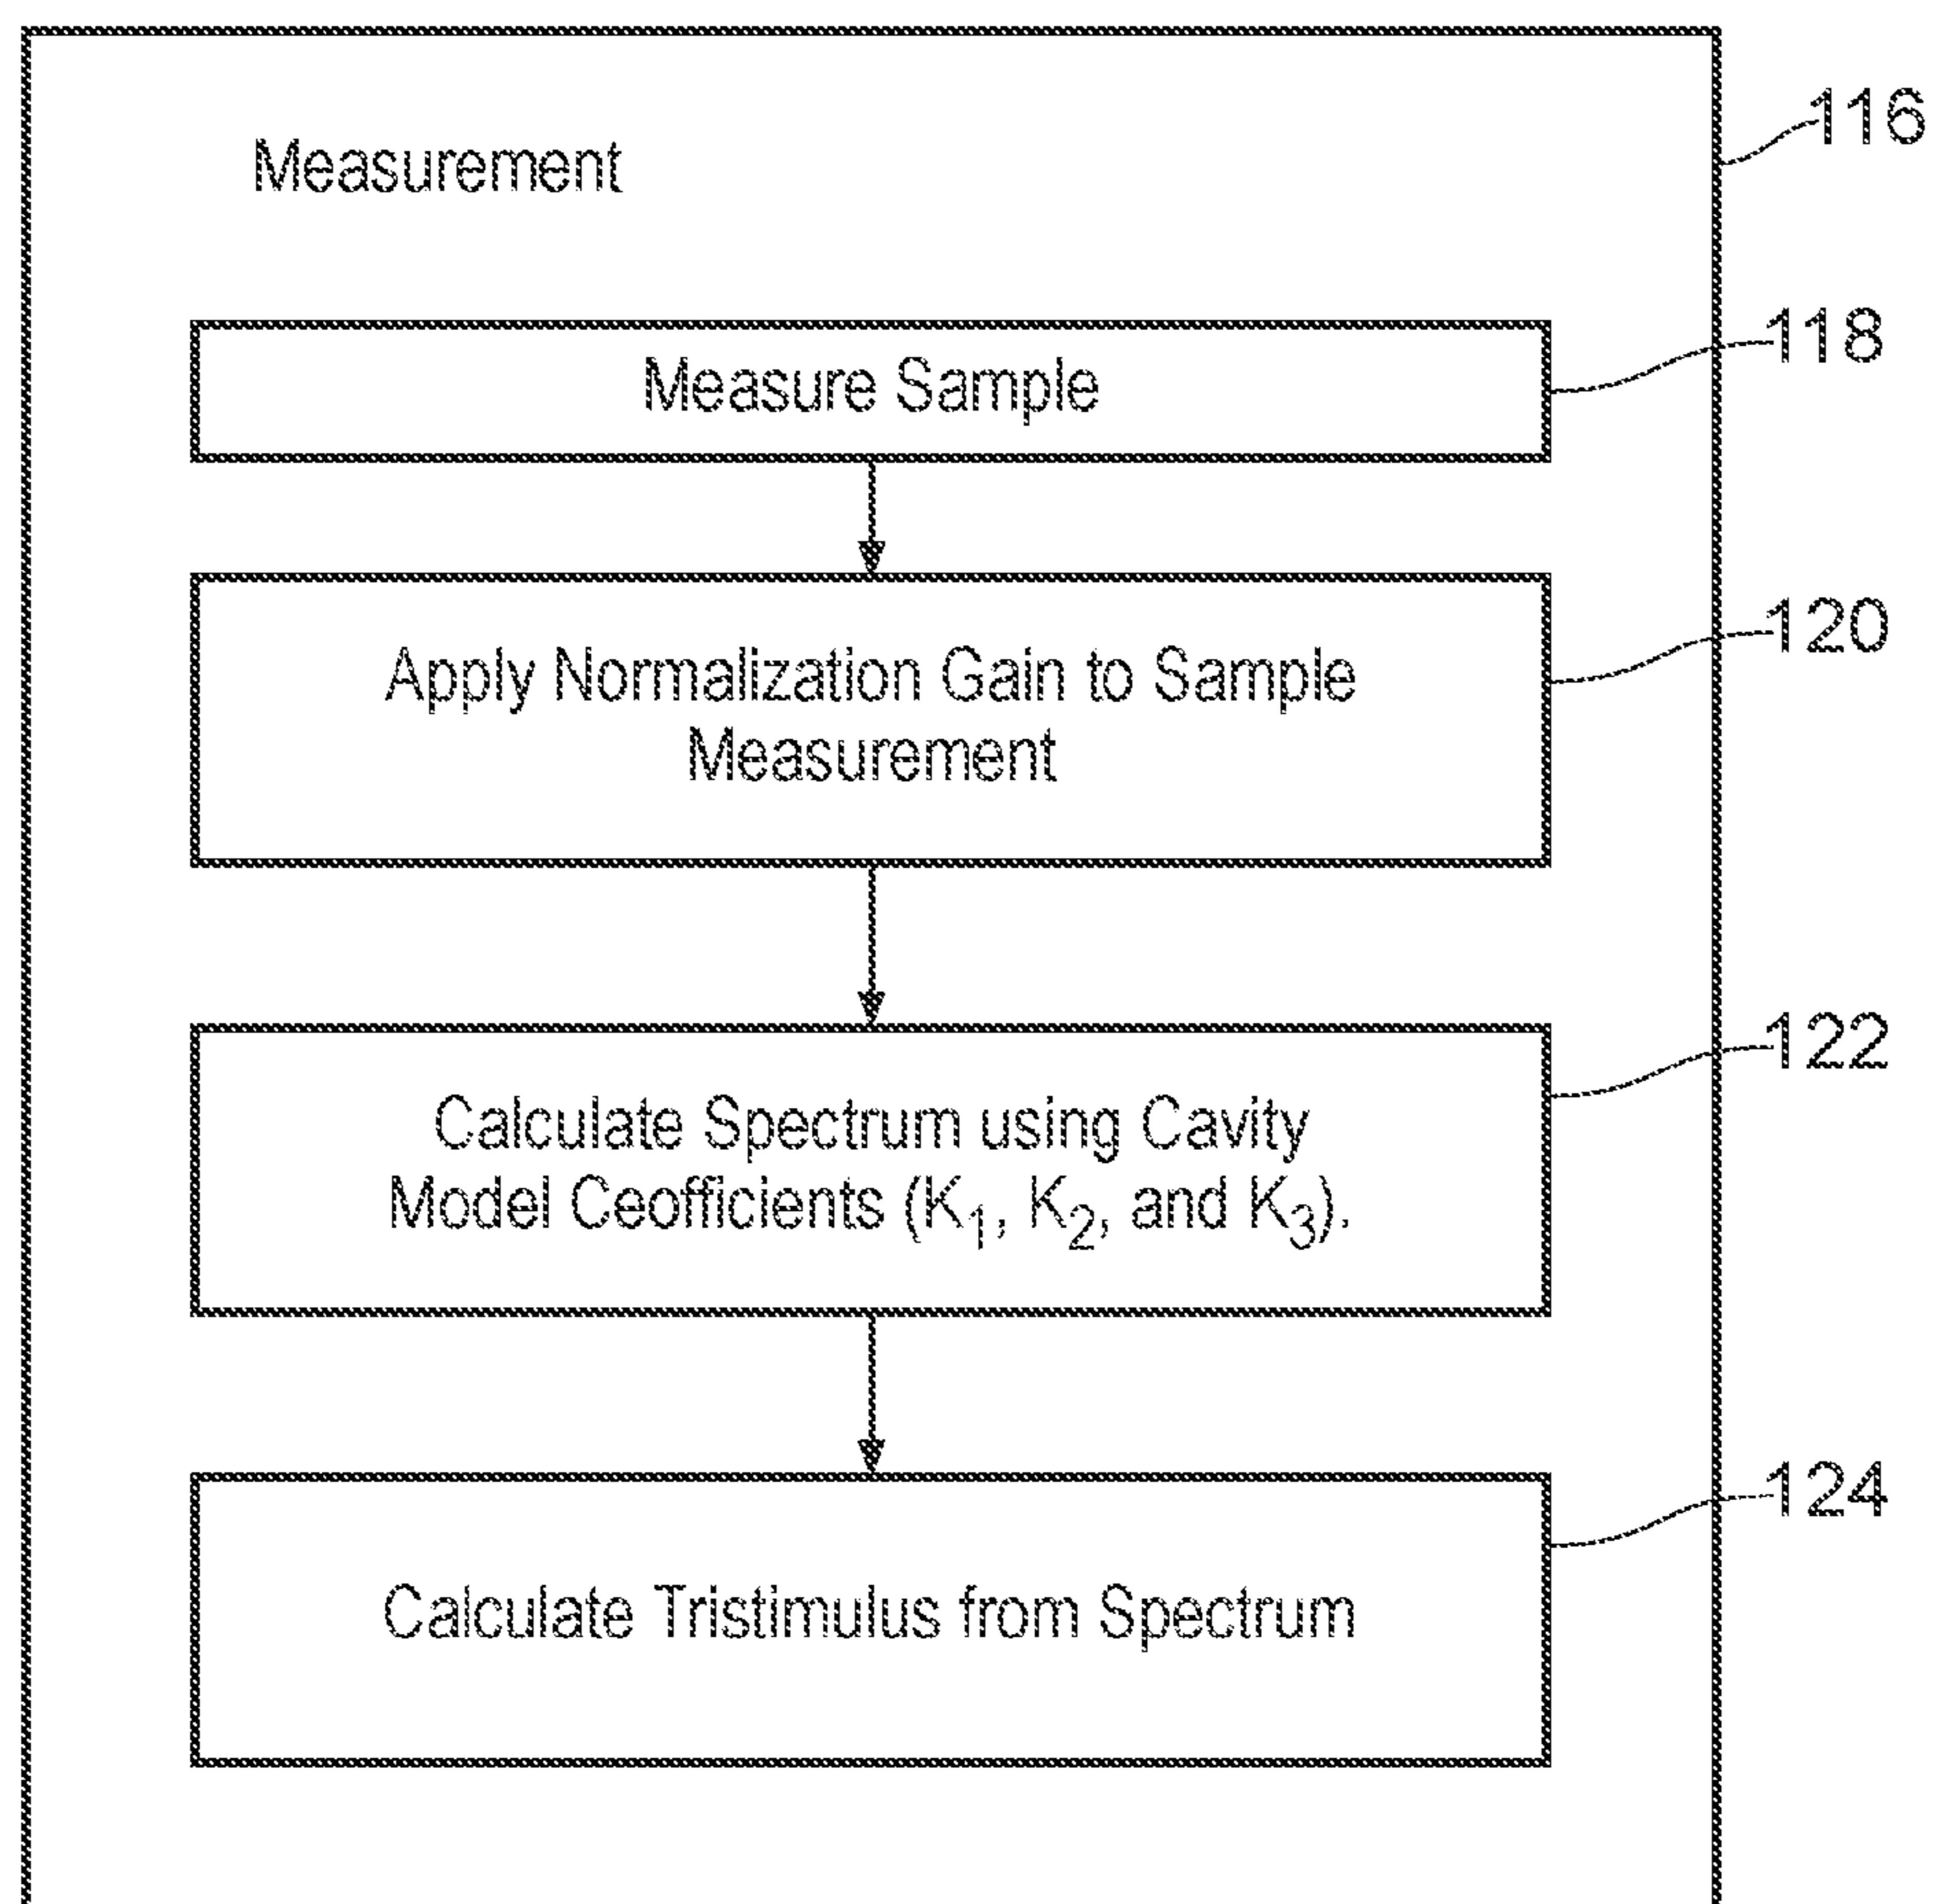 116
Measurement
118
Measure Sample
120
Apply Normalization Gain to Sample
Measurement
122
Calculate Spectrum using Cavity
Model Ceofficients (K₁, K₂, and K₃).
124
Calculate Tristimulus from Spectrum